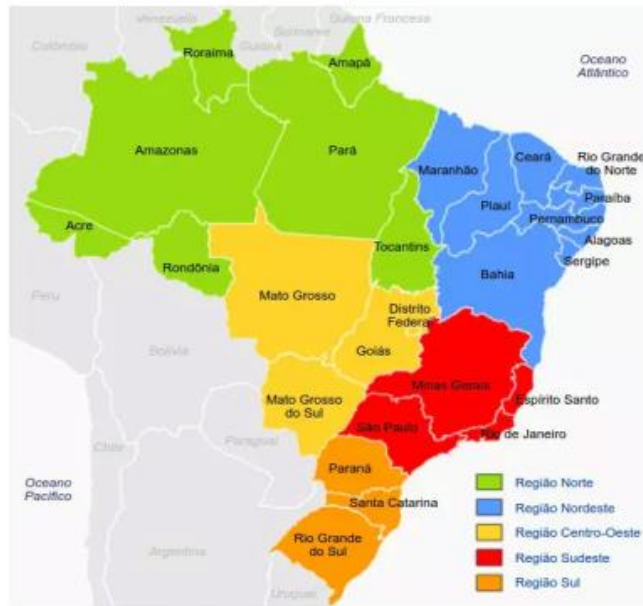 Venezuela
Guiana Francesa
Suriname
Guiana
Colômbia
Roraima
Amapá
Oceano
Atlântico
Amazonas
Pará
Maranhão
Ceará
Rio Grande
do Norte
Paraíba
Piauí
Pernambuco
Acre
Tocantins
Alagoas
Sergipe
Rondônia
Bahia
Peru
Mato Grosso
Distrito
Federal
Goiás
Bolívia
Minas Gerais
Mato Grosso
do Sul
Espírito Santo
São Paulo
Rio de Janeiro
Paraguai
Chile
Paraná
Oceano
Pacífico
Santa Catarina
Rio Grande
do Sul
Argentina
Uruguai
Região Norte
Região Nordeste
Região Centro-Oeste
Região Sudeste
Região Sul